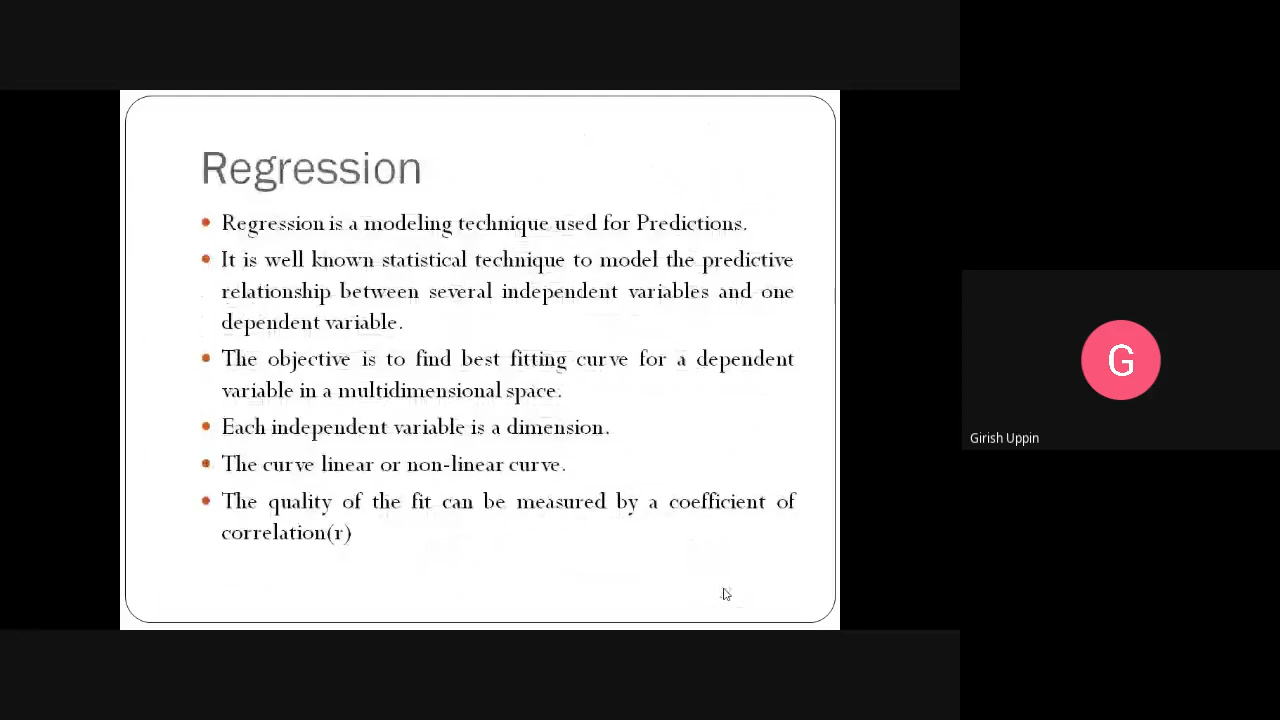 Regression
Regression is a modeling technique used for Predictions.
It is well known statistical technique to model the predictive
relationship between several independent variables and one
dependent variable.
The objective is to find best fitting curve for a dependent
variable in a multidimensional space.
Each independent variable is a dimension.
The curve linear or non-linear curve.
The quality of the fit can be measured by a coefficient of
correlation(r)
G
Girish Uppin